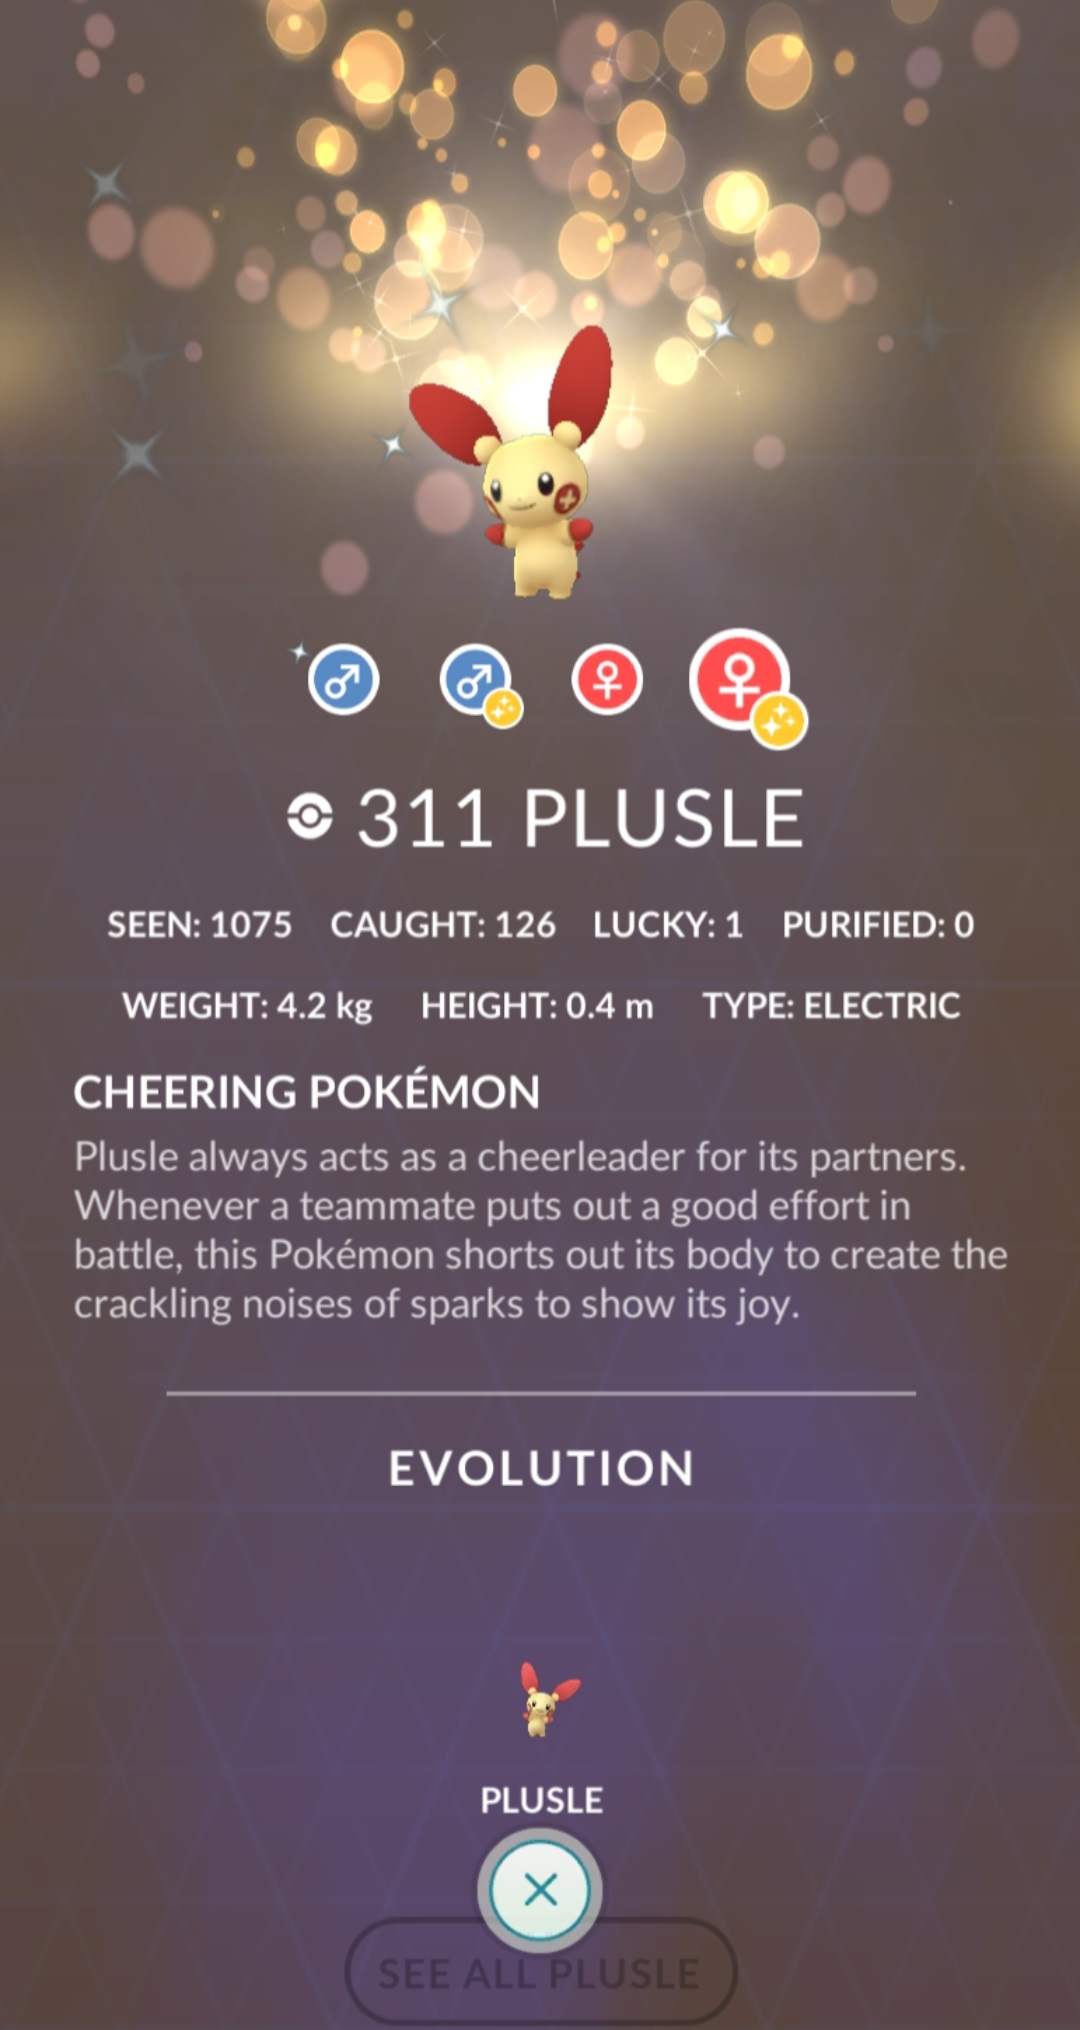 311 PLUSLE
SEEN: 1075 CAUGHT: 126 LUCKY: 1 PURIFIED: 0
WEIGHT: 4.2 kg HEIGHT: 0.4 m TYPE: ELECTRIC
CHEERING POKÉMON
Plusle always acts as a cheerleader for its partners.
Whenever a teammate puts out a good effort in
battle, this Pokémon shorts out its body to create the
crackling noises of sparks to show its joy.
EVOLUTION
PLUSLE
SEE ALL PLUSLE